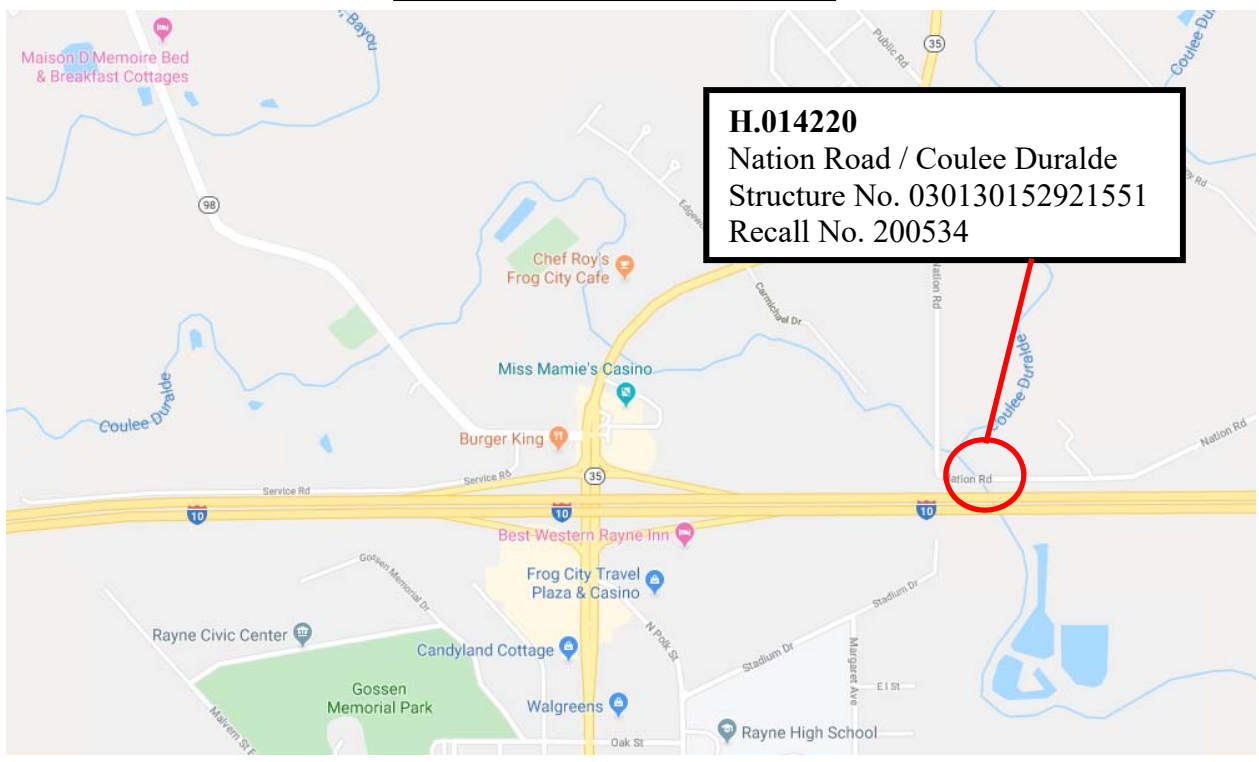 Bayou
Maison D'Memoire Bed
& Breakfast Cottages
Public Rd
35
Coulee Du
H.014220
Nation Road / Coulee Duralde
Structure No. 030130152921551
Recall No. 200534
Rd
98
Edgew
Chef Roy's
Frog City Cafe
Nation Rd
Carmichael Dr
Miss Mamie's Casino
Coulee Duralde
Coulee Duralde
Burger King
Nation Rd
Service Rd
35
ation Rd
Service Rd
10
10
10
Best Western Rayne Inn
Gossen Memorial Dr
Frog City Travel
Plaza & Casino
Stadium Dr
Rayne Civic Center
N Polk St
Candyland Cottage
Stadium Dr
Margaret Ave
E I St
Gossen
Memorial Park
Walgreens
Malvern St
Rayne High School
Oak St